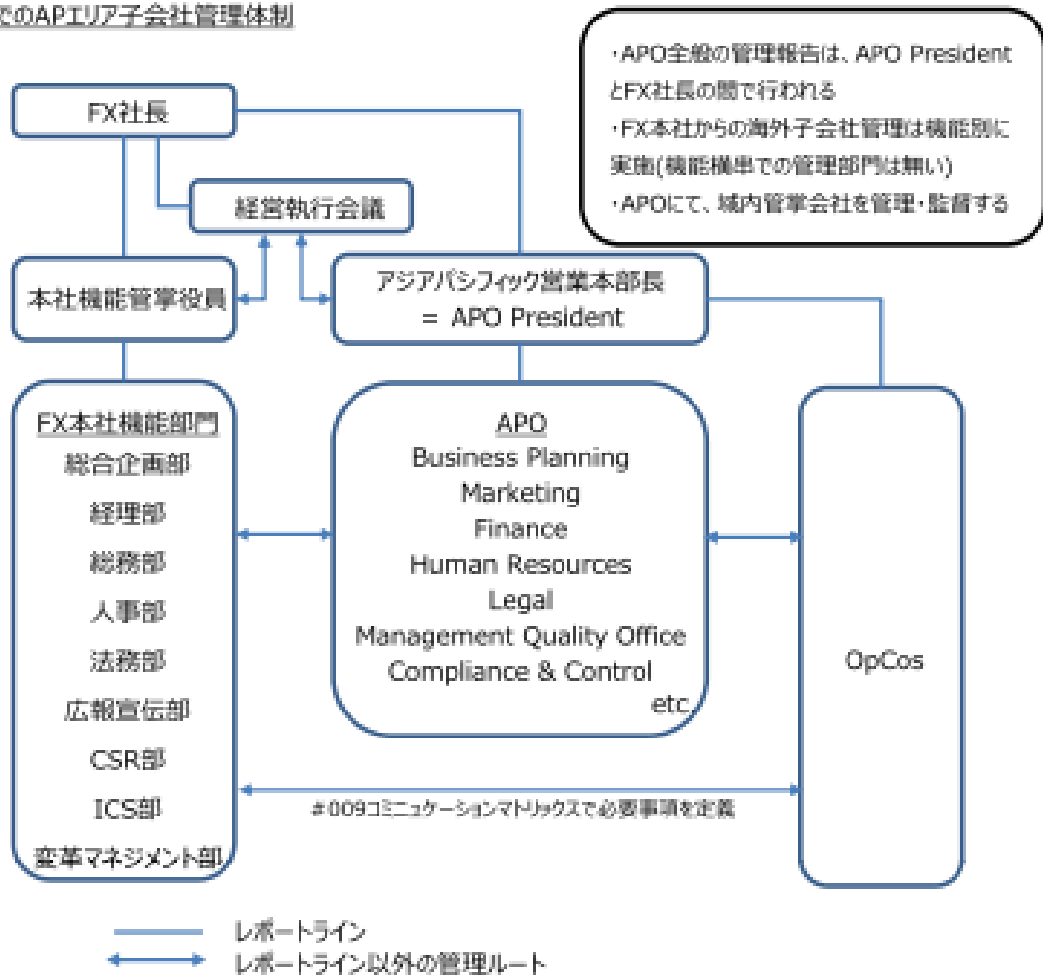 でのAPエリア子会社管理体制
・APO全般の管理報告は、APO President
とFX社長の間で行われる
・FX本社からの海外子会社管理は機能別に
実施(機能横串での管理部門は無い)
・APOにて、域内管掌会社を管理・監督する
FX社長
経営執行会議
本社機能管掌役員
アジアパシフィック営業本部長
= APO President
FX本社機能部門
総合企画部
経理部
総務部
人事部
法務部
広報宣伝部
CSR部
ICS部
変革マネジメント部
APO
Business Planning
Marketing
Finance
Human Resources
Legal
Management Quality Office
Compliance & Control
etc
OpCos
#009コミニュケーションマトリックスで必要事項を定義
レポートライン
レポートライン以外の管理ルート